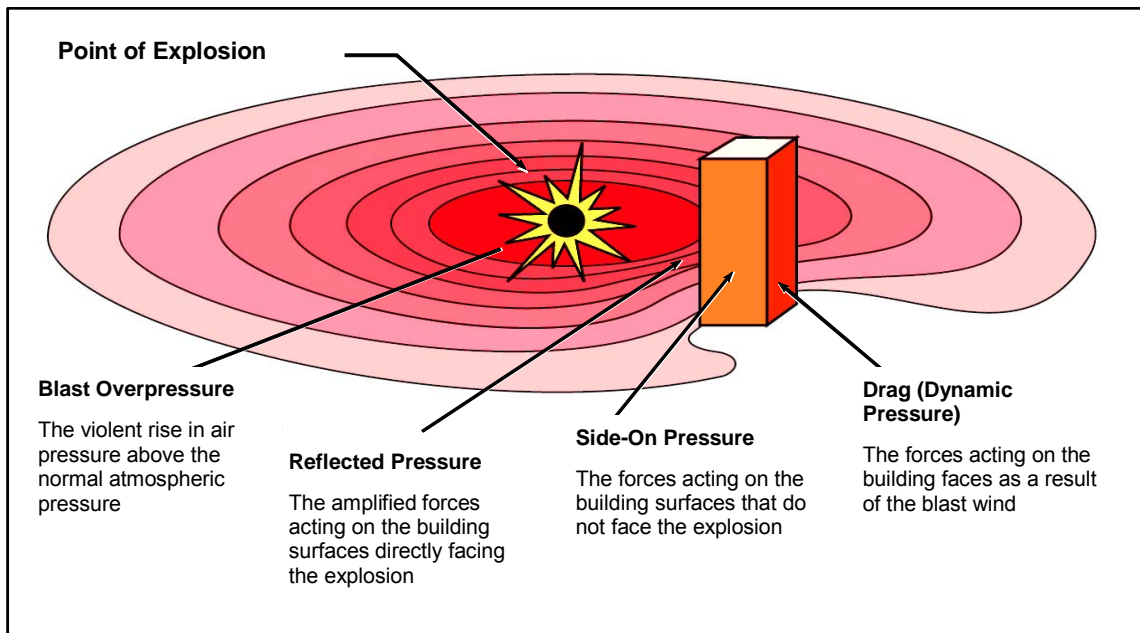 Point of Explosion
Blast Overpressure
The violent rise in air
pressure above the
normal atmospheric
pressure
Reflected Pressure
The amplified forces
acting on the building
surfaces directly facing
the explosion
Side-On Pressure
The forces acting on the
building surfaces that do
not face the explosion
Drag (Dynamic
Pressure)
The forces acting on the
building faces as a result
of the blast wind